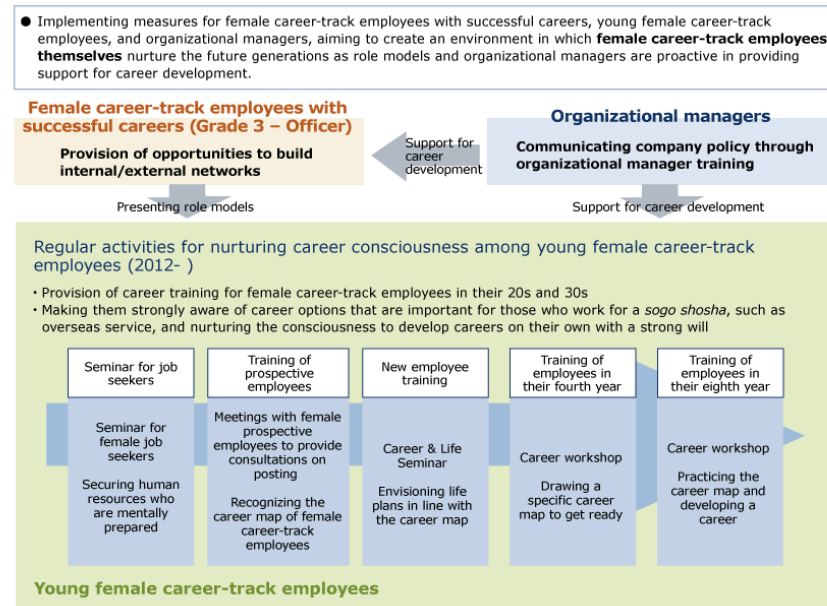 ● Implementing measures for female career-track employees with successful careers, young female career-track
employees, and organizational managers, aiming to create an environment in which female career-track employees
themselves nurture the future generations as role models and organizational managers are proactive in providing
support for career development.
Female career-track employees with
successful careers (Grade 3 – Officer)
Provision of opportunities to build
internal/external networks
Support for
career
development
Organizational managers
Communicating company policy through
organizational manager training
Presenting role models
Support for career development
Regular activities for nurturing career consciousness among young female career-track
employees (2012- )
・Provision of career training for female career-track employees in their 20s and 30s
・Making them strongly aware of career options that are important for those who work for a sogo shosha, such as
overseas service, and nurturing the consciousness to develop careers on their own with a strong will
Seminar for job
seekers
Seminar for
female job
seekers
Securing human
resources who
are mentally
prepared
Training of
prospective
employees
Meetings with female
prospective
employees to provide
consultations on
posting
Recognizing the
career map of female
career-track
employees
New employee
training
Career & Life
Seminar
Envisioning life
plans in line with
the career map
Training of
employees in
their fourth year
Career workshop
Drawing a
specific career
map to get ready
Training of
employees in
their eighth year
Career workshop
Practicing the
career map and
developing a
career
Young female career-track employees